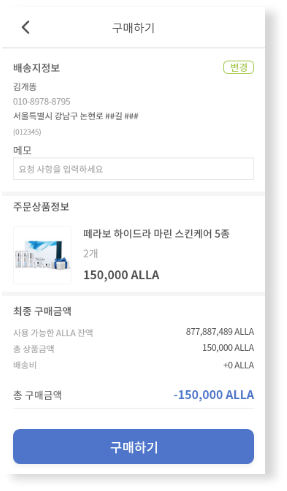 구매하기
배송지정보
변경
김개똥
010-8978-8795
서울특별시 강남구 논현로 ##길 ###
(012345)
메모
요청 사항을 입력하세요
주문상품정보
페라보 하이드라 마린 스킨케어 5종
2개
150,000 ALLA
최종 구매금액
사용 가능한 ALLA 잔액 877,887,489 ALLA
총 상품금액 150,000 ALLA
배송비 +0 ALLA
총 구매금액 -150,000 ALLA
구매하기